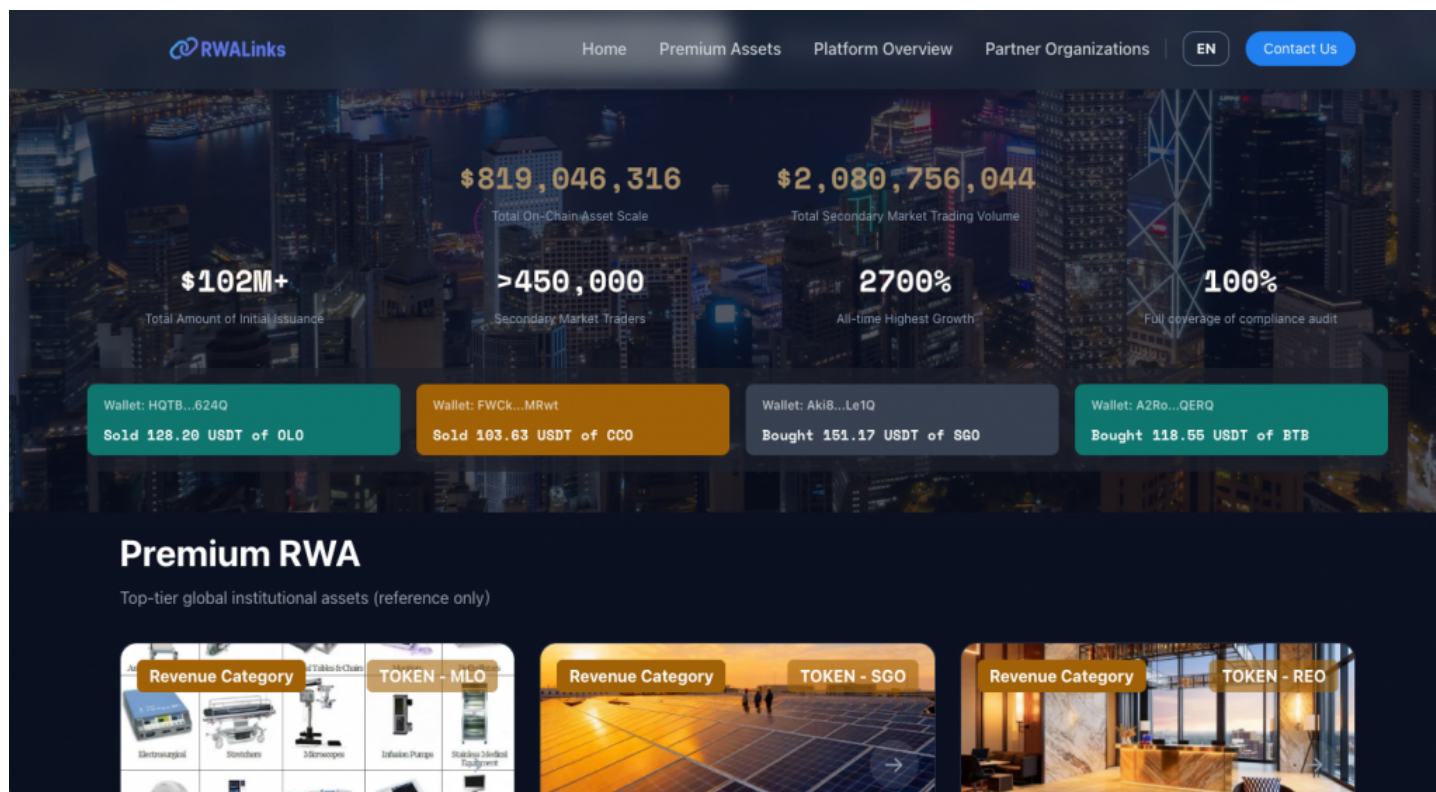 RWALinks
Home
Premium Assets
Platform Overview
Partner Organizations
EN
Contact Us
$819,046,316
$2,080,756,044
Total On-Chain Asset Scale
Total Secondary Market Trading Volume
$102M+
>450,000
2700%
100%
Total Amount of Initial Issuance
Secondary Market Traders
All-time Highest Growth
Full coverage of compliance audit
Wallet: HQTB...624Q
Sold 128.20 USDT of OLO
Wallet: FWCk...MRwt
Sold 103.63 USDT of CCO
Wallet: Aki8...Le1Q
Bought 151.17 USDT of SGO
Wallet: A2Ro...QERQ
Bought 118.55 USDT of BTB
Premium RWA
Top-tier global institutional assets (reference only)
Revenue Category
TOKEN - MLO
Electrosurgical
Stretchers
Microscopes
Infusion Pumps
Stainless Medical
Equipment
Revenue Category
TOKEN - SGO
Revenue Category
TOKEN - REO